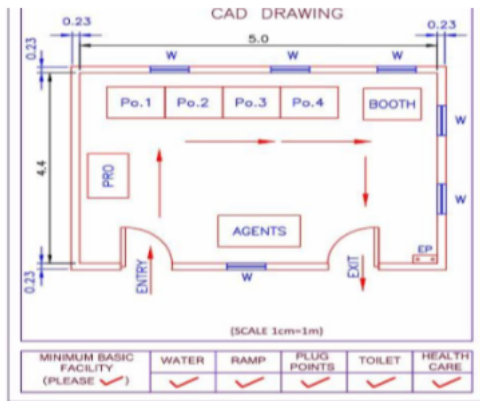 CAD DRAWING
0.23 5.0 0.23
0.23 W W W
Po.1 Po.2 Po.3 Po.4 BOOTH
W
4.4
PRO
W
AGENTS
EP
0.23 ENTRY W EXIT
(SCALE 1cm=1m)
MINIMUM BASIC FACILITY (PLEASE ✓) WATER RAMP PLUG POINTS TOILET HEALTH CARE
✓ ✓ ✓ ✓ ✓